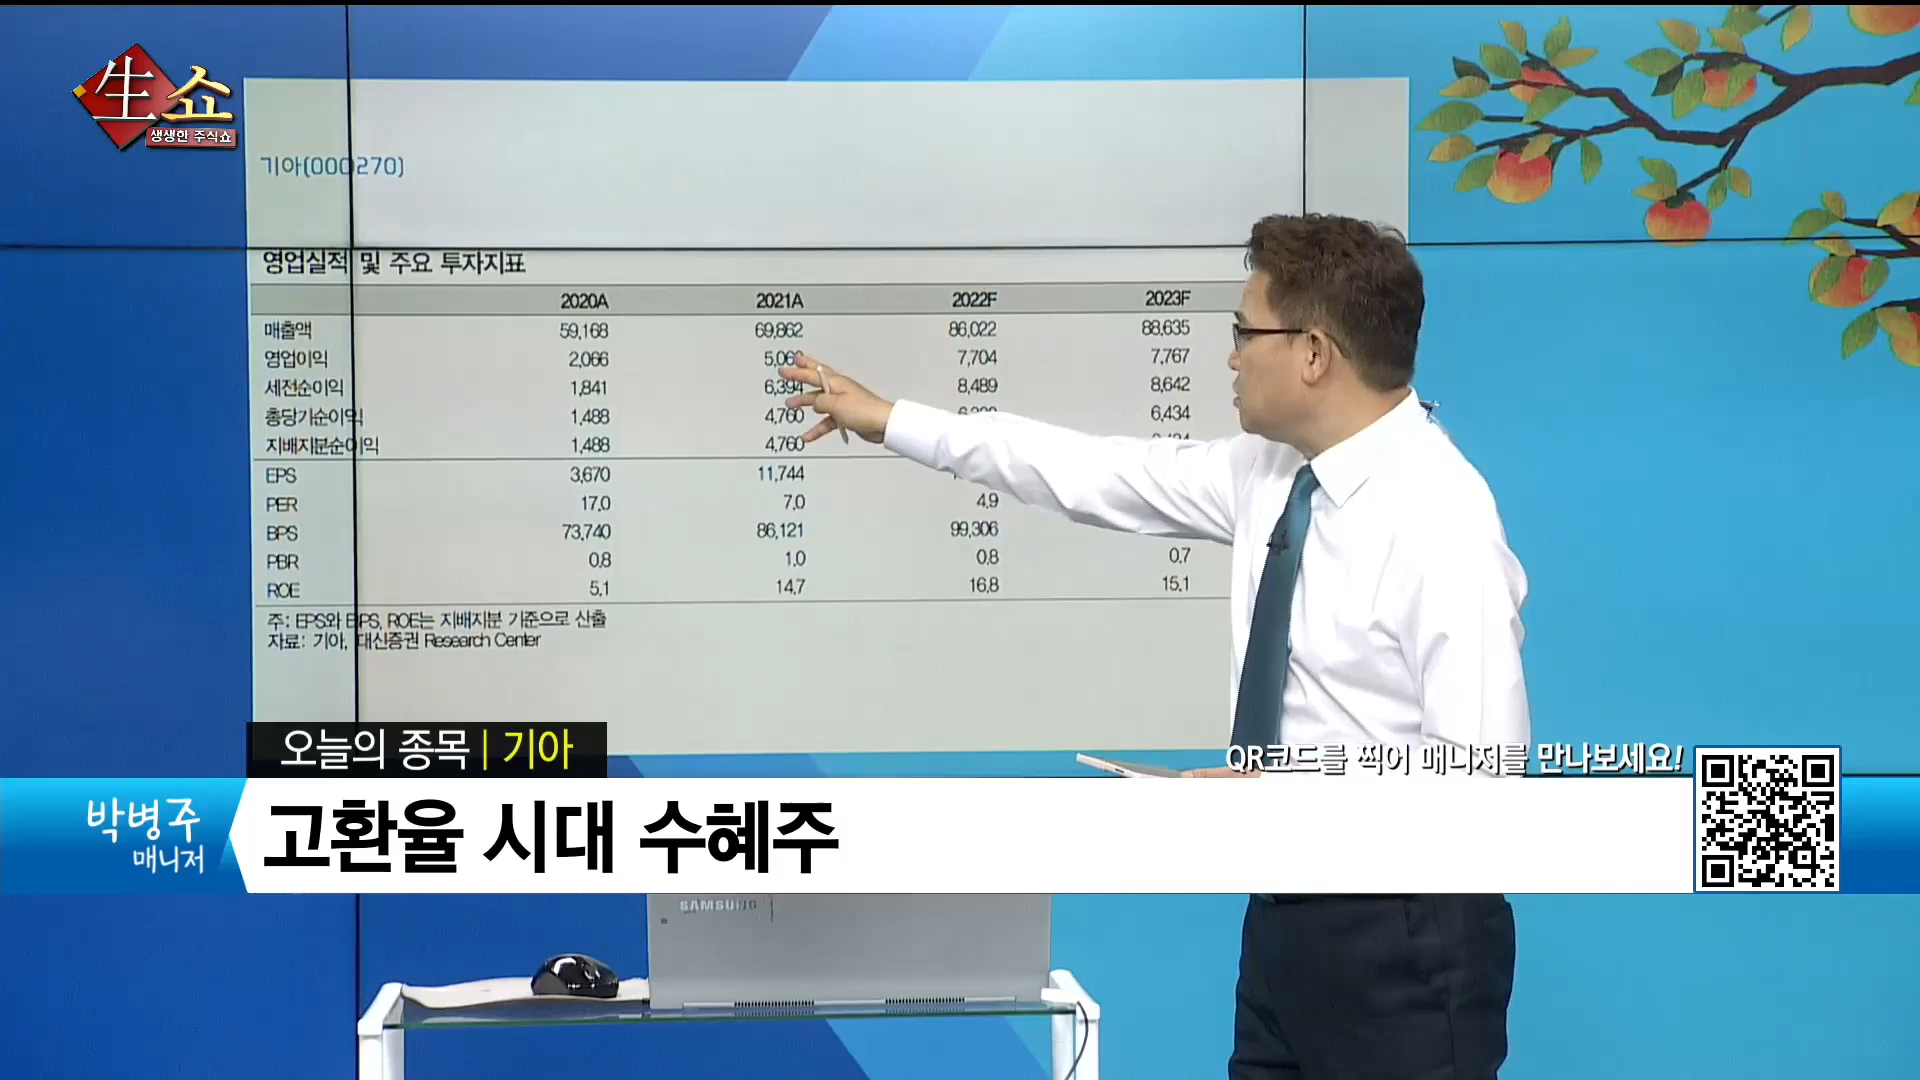 生쇼
생생한 주식쇼
기아(000270)
영업실적 및 주요 투자지표
2020A 2021A 2022F 2023F
매출액 59,168 69,862 86,022 88,635
영업이익 2,066 7,704 7,767
세전순이익 1,841 6,394 8,489 8,642
총당기순이익 1,488 4,760 6,434
지배지분순이익 1,488 4,760
EPS 3,670 11,744
PER 17.0 7.0 4.9
BPS 73,740 86,121 99,306
PBR 0.8 1.0 0.8 0.7
ROE 5.1 14.7 16.8 15.1
주: EPS와 BPS, ROE는 지배지분 기준으로 산출
자료: 기아, 대신증권 Research Center
오늘의 종목 | 기아
QR코드를 찍어 매니저를 만나보세요!
박병주
매니저
고환율 시대 수혜주
SAMSUNG